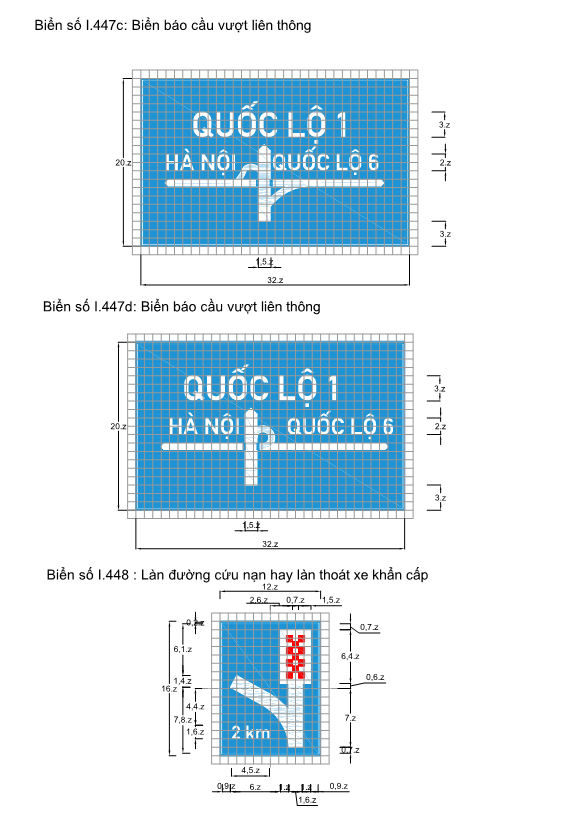 Biển số I.447c: Biển báo cầu vượt liên thông
QUỐC LỘ 1
3.z
20.z
HÀ NỘI
QUỐC LỘ 6
2.z
3.z
1,5.z
32.z
Biển số I.447d: Biển báo cầu vượt liên thông
QUỐC LỘ 1
3.z
20.z
HÀ NỘI
QUỐC LỘ 6
2.z
3.z
1,5.z
32.z
Biển số I.448 : Làn đường cứu nạn hay làn thoát xe khẩn cấp
12.z
2,6.z
0,7.z
1,5.z
0,7.z
6,1.z
6,4.z
1,4.z
0,6.z
16.z
4,4.z
7,8.z
7.z
1,6.z
2 km
0,7.z
4,5.z
0,9.z
6.z
1.z
1.z
0,9.z
1,6.z